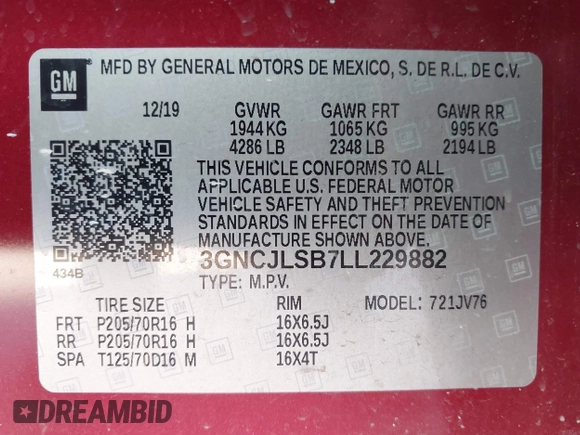 GM MFD BY GENERAL MOTORS DE MEXICO, S. DE R.L. DE C.V.
12/19 GVWR GAWR FRT GAWR RR
1944 KG 1065 KG 995 KG
4286 LB 2348 LB 2194 LB
THIS VEHICLE CONFORMS TO ALL
APPLICABLE U.S. FEDERAL MOTOR
VEHICLE SAFETY AND THEFT PREVENTION
STANDARDS IN EFFECT ON THE DATE OF
MANUFACTURE SHOWN ABOVE.
434B 3GNCJLSB7LL229882
TYPE: M.P.V.
TIRE SIZE RIM MODEL: 721JV76
FRT P205/70R16 H 16X6.5J
RR P205/70R16 H 16X6.5J
SPA T125/70D16 M 16X4T
DREAMBID